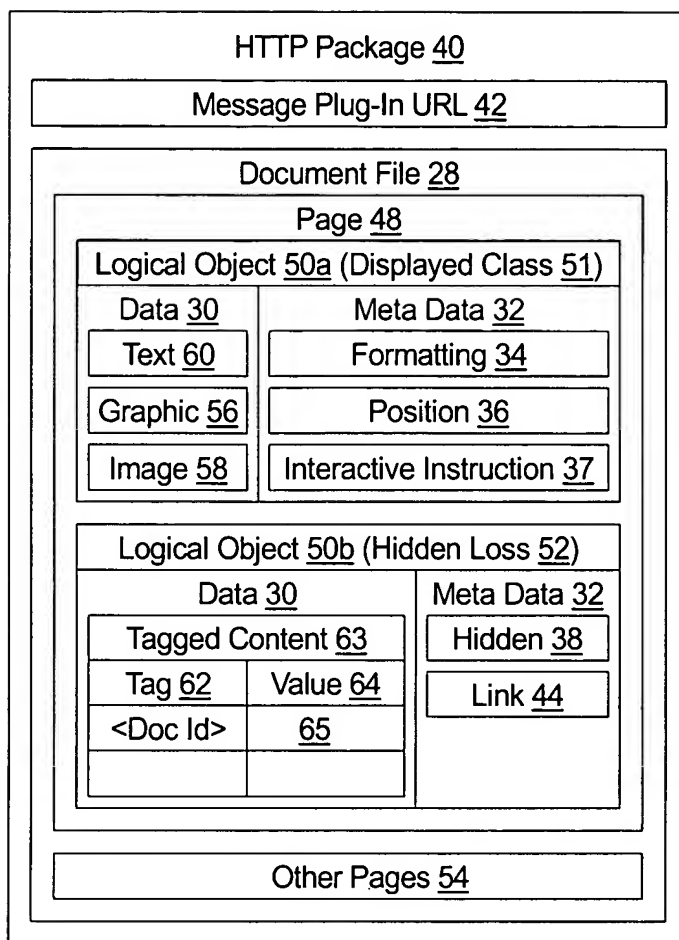 HTTP Package 40
Message Plug-In URL 42
Document File 28
Page 48
Logical Object 50a (Displayed Class 51)
Data 30
Meta Data 32
Text 60
Formatting 34
Graphic 56
Position 36
Image 58
Interactive Instruction 37
Logical Object 50b (Hidden Loss 52)
Data 30
Meta Data 32
Tagged Content 63
Hidden 38
Tag 62
Value 64
Link 44
<Doc Id>
65
Other Pages 54